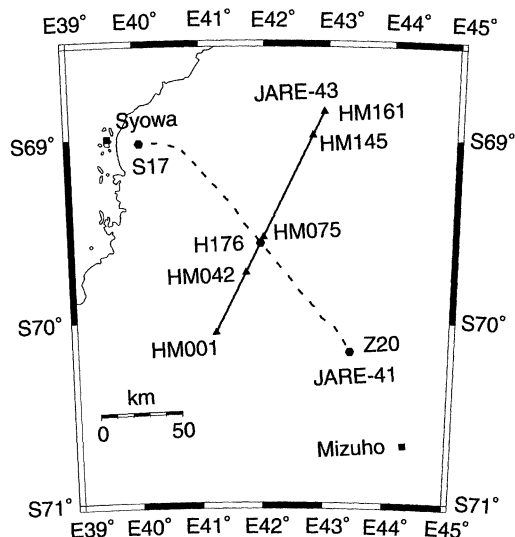 E39° E40° E41° E42° E43° E44° E45°
JARE-43
HM161
Syowa
HM145
S69° S69°
S17
HM075
H176
HM042
S70° S70°
HM001
Z20
JARE-41
km
0 50
Mizuho
S71° S71°
E39° E40° E41° E42° E43° E44° E45°